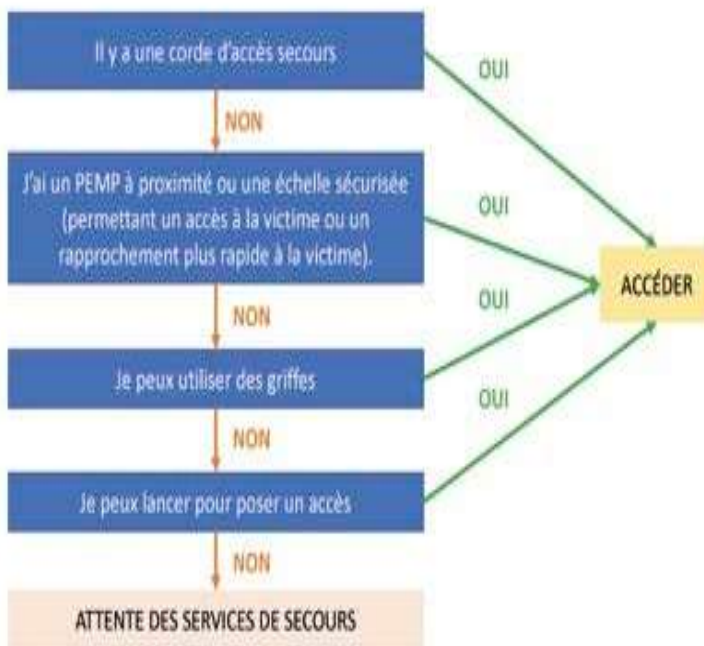 Il y a une corde d'accès secours
OUI
NON
J'ai un PEMP à proximité ou une échelle sécurisée
(permettant un accès à la victime ou un
rapprochement plus rapide à la victime).
OUI
ACCÉDER
NON
OUI
Je peux utiliser des griffes
OUI
NON
Je peux lancer pour poser un accès
NON
ATTENTE DES SERVICES DE SECOURS